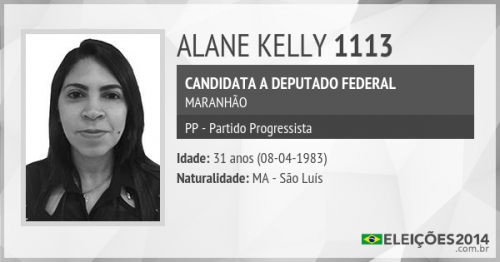 ALANE KELLY 1113
CANDIDATA A DEPUTADO FEDERAL
MARANHÃO
PP - Partido Progressista
Idade: 31 anos (08-04-1983)
Naturalidade: MA - São Luís
ELEIÇÕES2014
.com.br